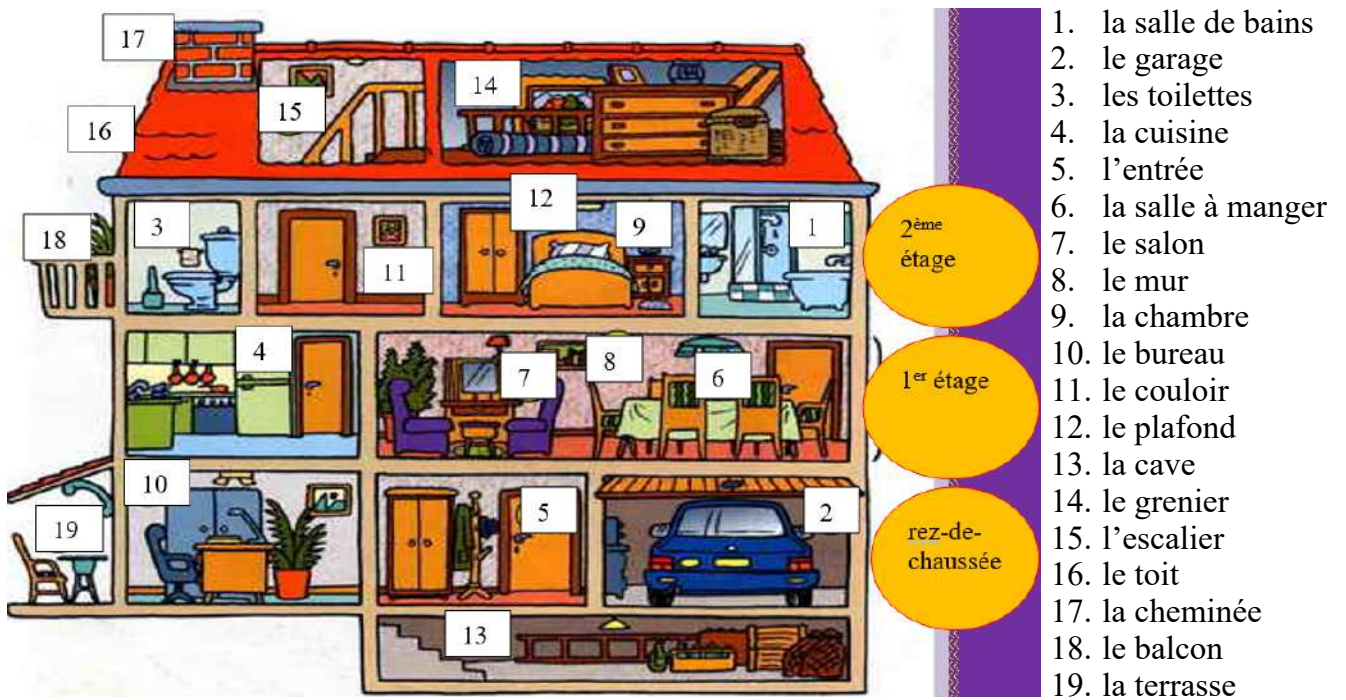 17
14
15
16
12
3
9
1
18
11
2ème
étage
4
7
8
6
1er étage
10
5
2
19
rez-de-
chaussée
13
1. la salle de bains
2. le garage
3. les toilettes
4. la cuisine
5. l’entrée
6. la salle à manger
7. le salon
8. le mur
9. la chambre
10. le bureau
11. le couloir
12. le plafond
13. la cave
14. le grenier
15. l’escalier
16. le toit
17. la cheminée
18. le balcon
19. la terrasse